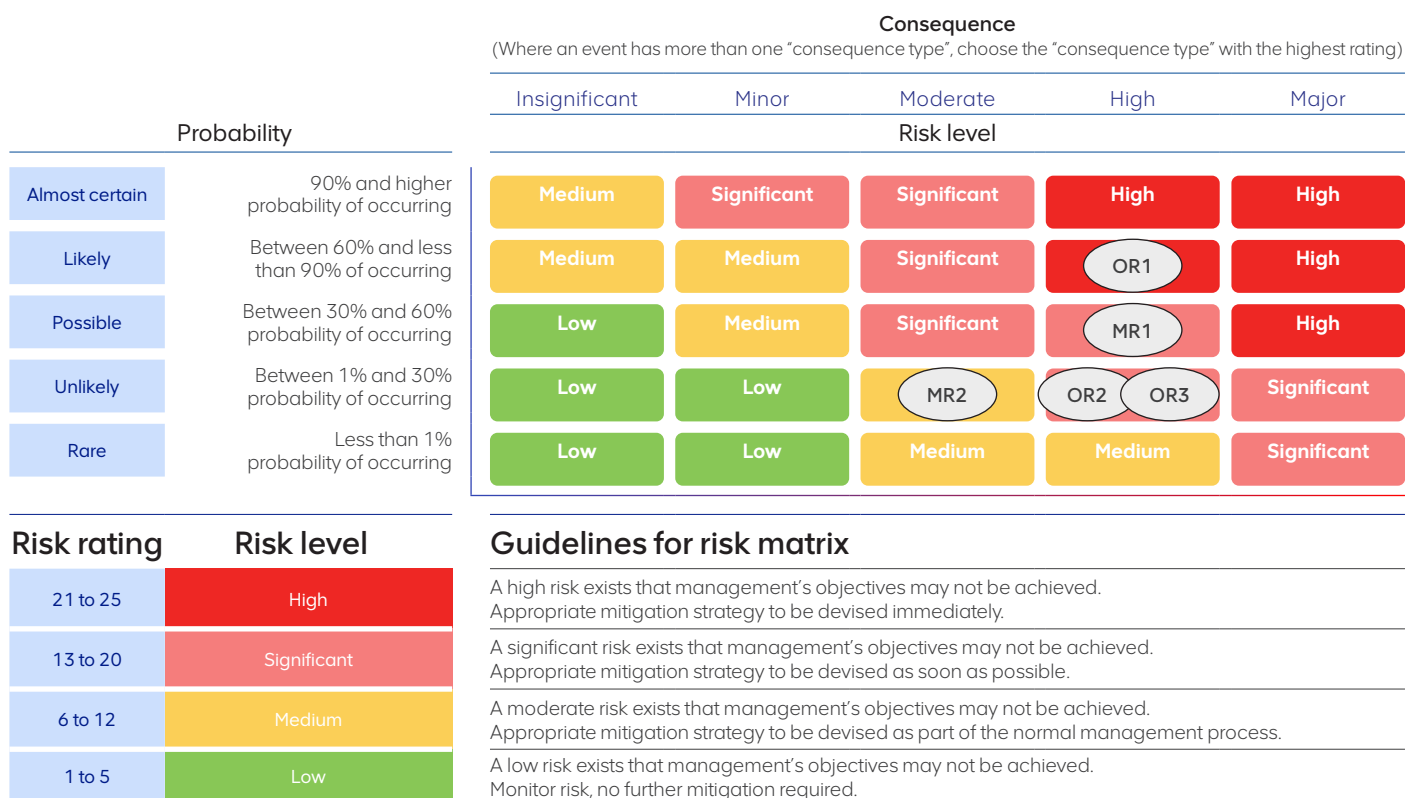 Consequence
(Where an event has more than one “consequence type”, choose the “consequence type” with the highest rating)
Insignificant Minor Moderate High Major
Probability Risk level
Almost certain 90% and higher probability of occurring Medium Significant Significant High High
Likely Between 60% and less than 90% of occurring Medium Medium Significant OR1 High
Possible Between 30% and 60% probability of occurring Low Medium Significant MR1 High
Unlikely Between 1% and 30% probability of occurring Low Low MR2 OR2 OR3 Significant
Rare Less than 1% probability of occurring Low Low Medium Medium Significant
Risk rating Risk level Guidelines for risk matrix
21 to 25 High
A high risk exists that management’s objectives may not be achieved.
Appropriate mitigation strategy to be devised immediately.
13 to 20 Significant
A significant risk exists that management’s objectives may not be achieved.
Appropriate mitigation strategy to be devised as soon as possible.
6 to 12 Medium
A moderate risk exists that management’s objectives may not be achieved.
Appropriate mitigation strategy to be devised as part of the normal management process.
1 to 5 Low
A low risk exists that management’s objectives may not be achieved.
Monitor risk, no further mitigation required.